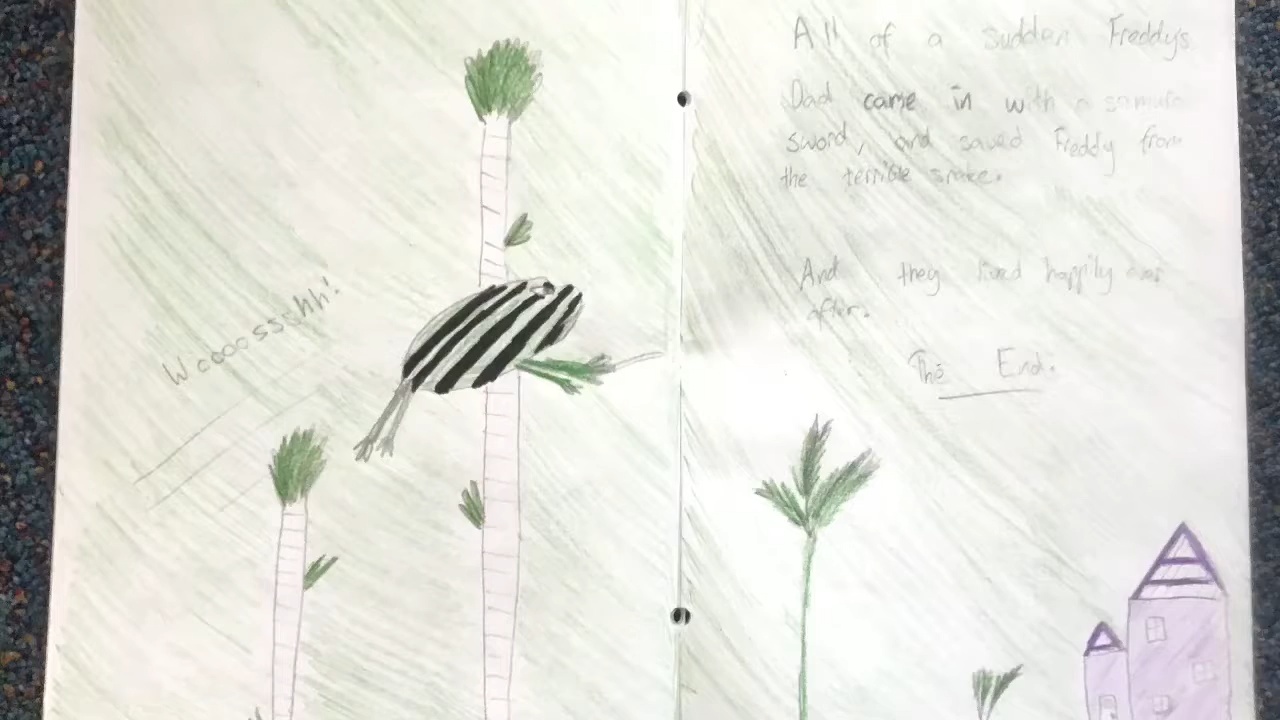 Woooossshh!
All of a sudden Freddy's
Dad came in with a samurai
sword, and saved Freddy from
the terrible snake.
And they lived happily ever
after.
The End.